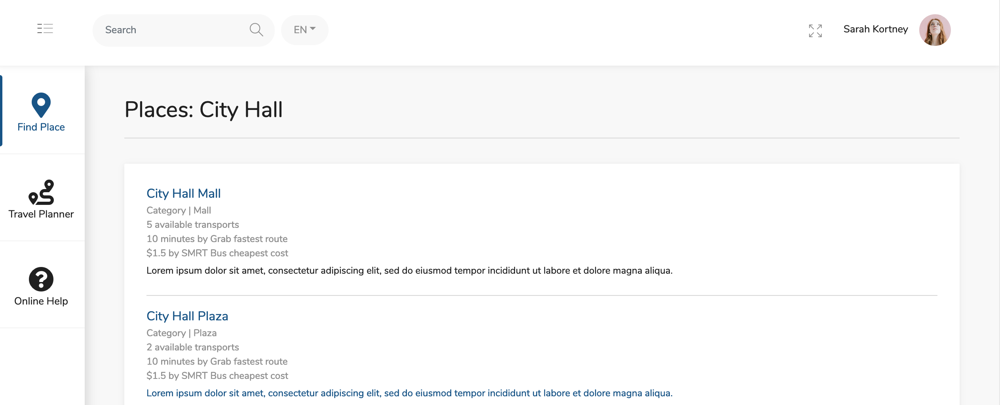 Search
EN
Sarah Kortney
Find Place
Travel Planner
Online Help
Places: City Hall
City Hall Mall
Category | Mall
5 available transports
10 minutes by Grab fastest route
$1.5 by SMRT Bus cheapest cost
Lorem ipsum dolor sit amet, consectetur adipiscing elit, sed do eiusmod tempor incididunt ut labore et dolore magna aliqua.
City Hall Plaza
Category | Plaza
2 available transports
10 minutes by Grab fastest route
$1.5 by SMRT Bus cheapest cost
Lorem ipsum dolor sit amet, consectetur adipiscing elit, sed do eiusmod tempor incididunt ut labore et dolore magna aliqua.